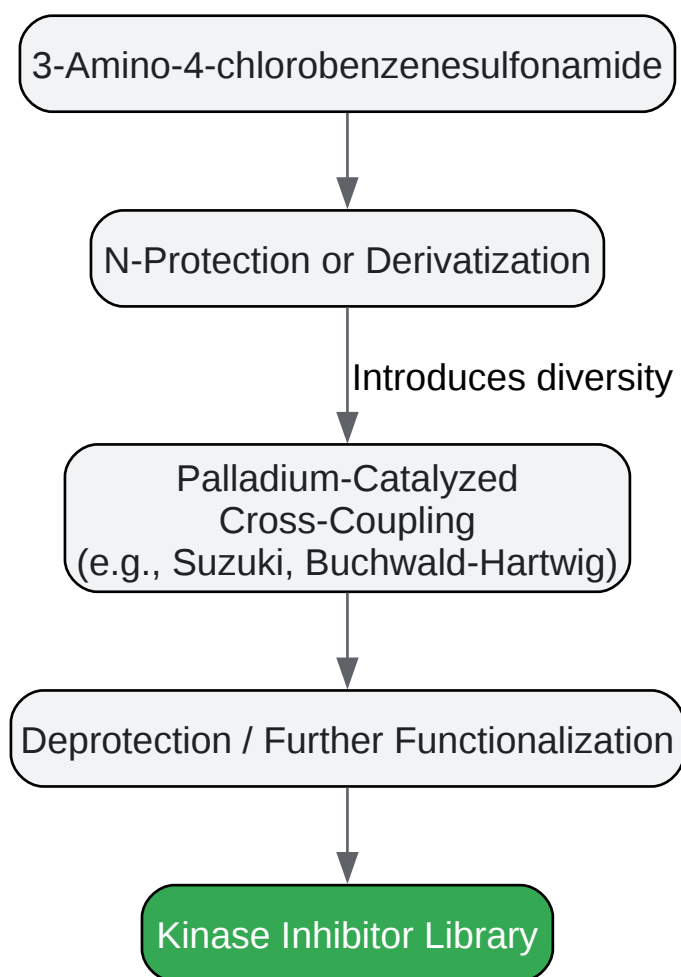 3-Amino-4-chlorobenzenesulfonamide
N-Protection or Derivatization
Introduces diversity
Palladium-Catalyzed
Cross-Coupling
(e.g., Suzuki, Buchwald-Hartwig)
Deprotection / Further Functionalization
Kinase Inhibitor Library